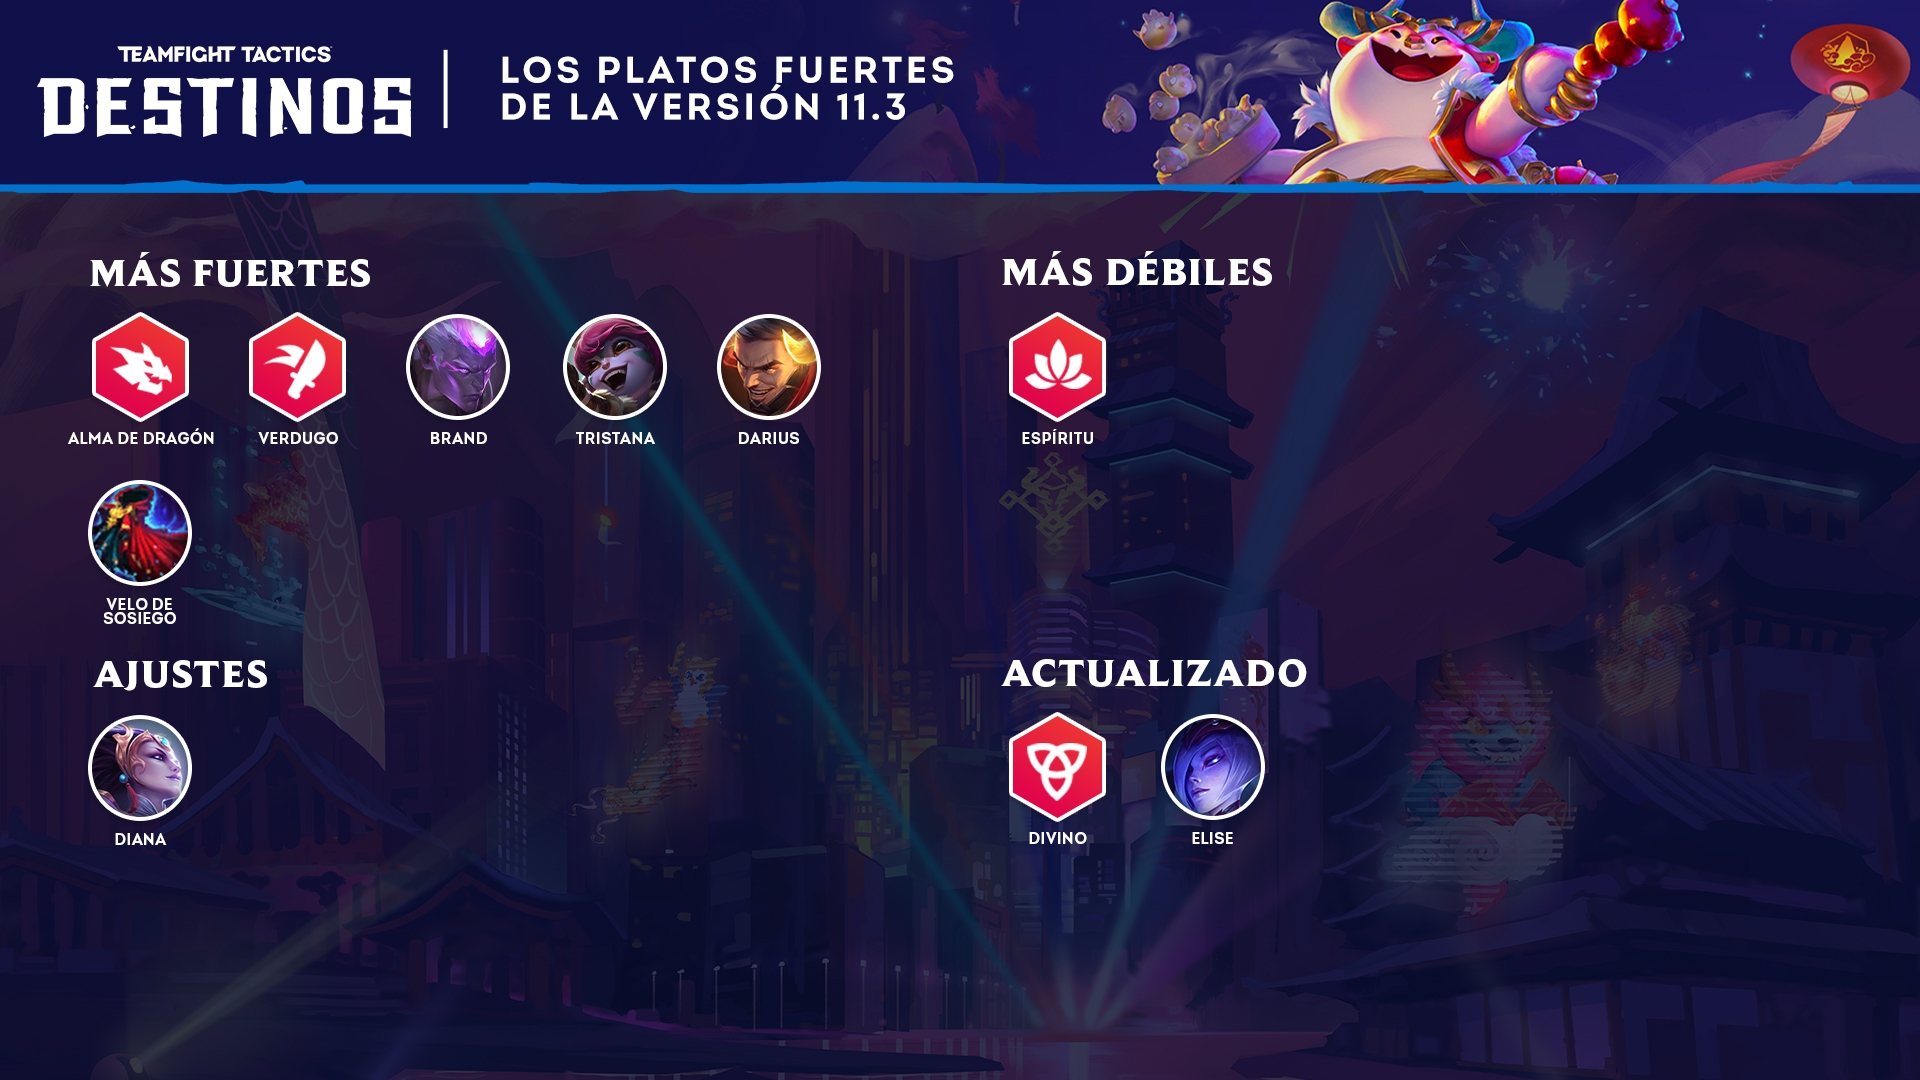 TEAMFIGHT TACTICS
DESTINOS
LOS PLATOS FUERTES
DE LA VERSIÓN 11.3
MÁS FUERTES
ALMA DE DRAGÓN
VERDUGO
BRAND
TRISTANA
DARIUS
VELO DE
SOSIEGO
MÁS DÉBILES
ESPÍRITU
AJUSTES
DIANA
ACTUALIZADO
DIVINO
ELISE